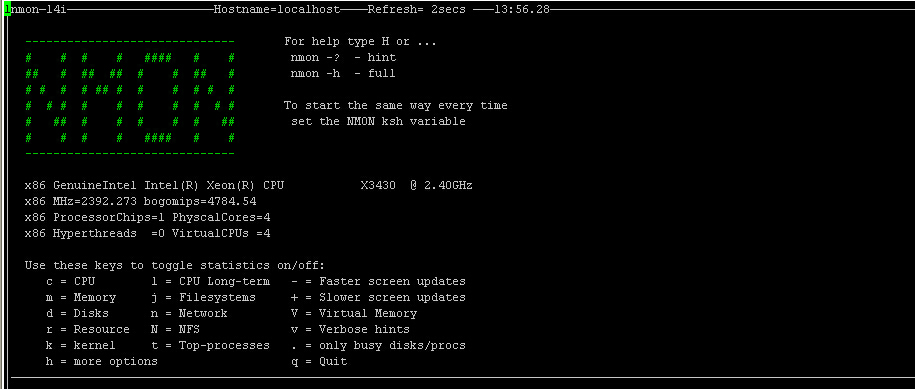 lnmon—14i—Hostname=localhost—Refresh= 2secs —13:56.28
For help type H or ...
nmon -?  - hint
nmon -h  - full
To start the same way every time
set the NMON ksh variable
x86 GenuineIntel Intel(R) Xeon(R) CPU           X3430  @ 2.40GHz
x86 MHz=2392.273 bogomips=4784.54
x86 ProcessorChips=1 PhyscalCores=4
x86 Hyperthreads  =0 VirtualCPUs =4
Use these keys to toggle statistics on/off:
c = CPU        l = CPU Long-term   - = Faster screen updates
m = Memory     j = Filesystems     + = Slower screen updates
d = Disks      n = Network         V = Virtual Memory
r = Resource   N = NFS             v = Verbose hints
k = kernel     t = Top-processes   . = only busy disks/procs
h = more options                   q = Quit